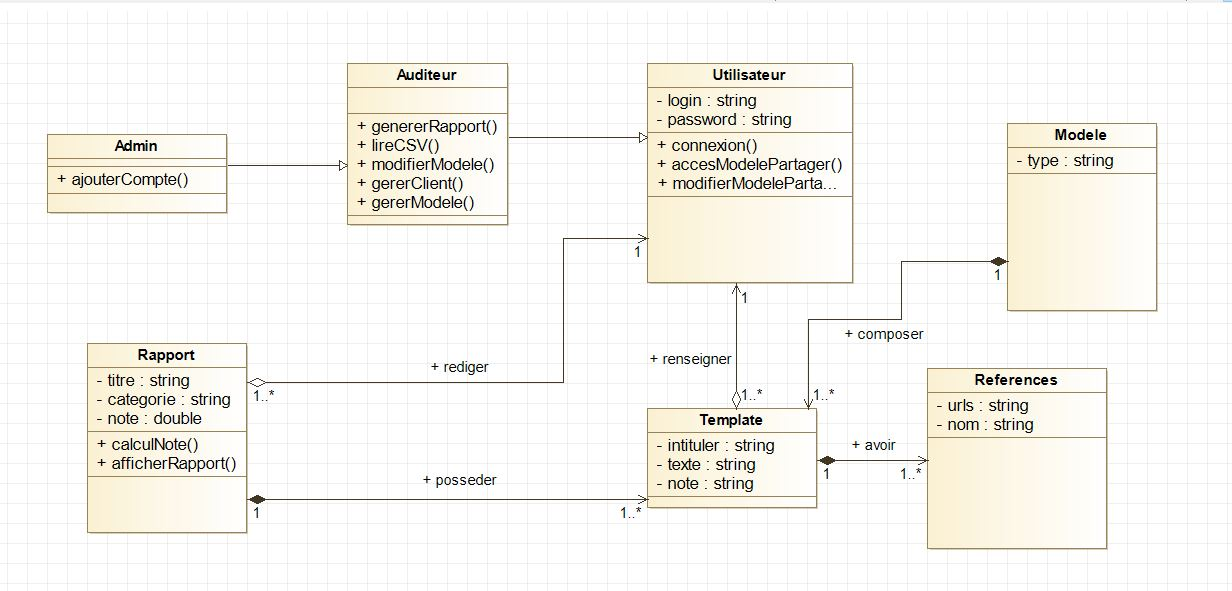 Admin
+ ajouterCompte()
Auditeur
+ genererRapport()
+ lireCSV()
+ modifierModele()
+ gererClient()
+ gererModele()
Utilisateur
- login : string
- password : string
+ connexion()
+ accesModelePartager()
+ modifierModeleParta...
1
1
Modele
- type : string
1
+ composer
1..*
+ renseigner
1..*
Rapport
- titre : string
- categorie : string
- note : double
+ calculNote()
+ afficherRapport()
1..*
+ rediger
1
+ posseder
1..*
Template
- intituler : string
- texte : string
- note : string
1
+ avoir
1..*
References
- urls : string
- nom : string